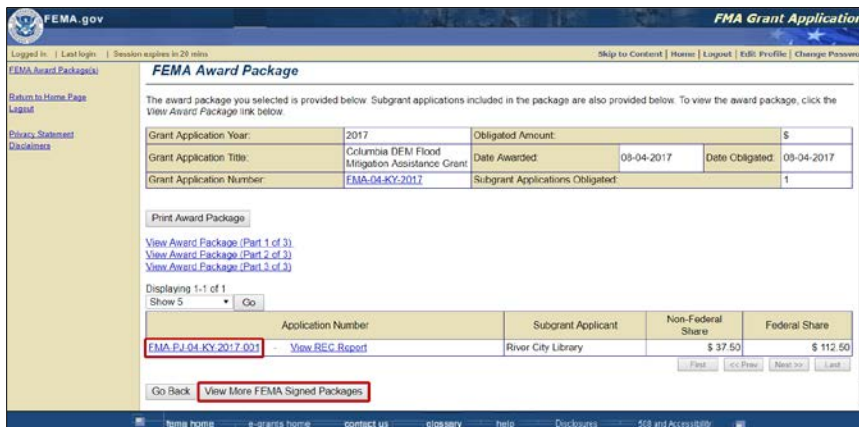 FEMA.gov
FMA Grant Application
Logged in: | Last login | Session expires in 20 mins
Skip to Content | Home | Logout | Edit Profile | Change Passwo
FEMA Award Package(s)
Return to Home Page
Logout
Privacy Statement
Disclaimers
FEMA Award Package
The award package you selected is provided below. Subgrant applications included in the package are also provided below. To view the award package, click the
View Award Package link below.
Grant Application Year: 2017 Obligated Amount: $
Grant Application Title: Columbia DEM Flood Mitigation Assistance Grant Date Awarded: 08-04-2017 Date Obligated: 08-04-2017
Grant Application Number: FMA-04-KY-2017 Subgrant Applications Obligated: 1
Print Award Package
View Award Package (Part 1 of 3)
View Award Package (Part 2 of 3)
View Award Package (Part 3 of 3)
Displaying 1-1 of 1
Show 5 Go
Application Number Subgrant Applicant Non-Federal Share Federal Share
FMA-PJ-04-KY-2017-001 - View REC Report River City Library $ 37.50 $ 112.50
First << Prev Next >> Last
Go Back View More FEMA Signed Packages
fema home e-grants home contact us glossary help Disclosures 508 and Accessibility